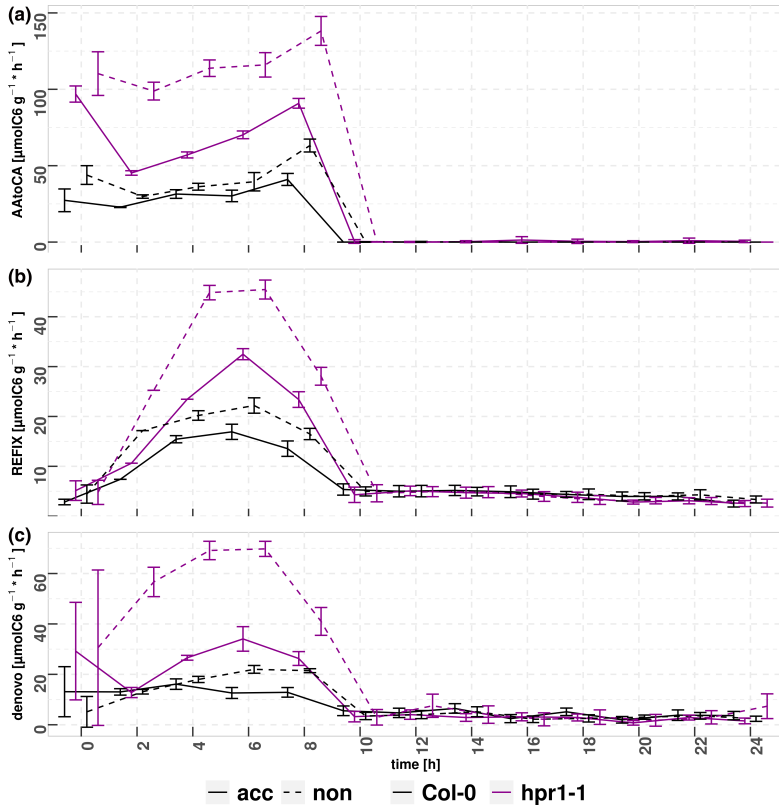 (a)
AAtoCA [µmolC6 g⁻¹ * h⁻¹]
150
100
50
0
(b)
REFIX [µmolC6 g⁻¹ * h⁻¹]
40
30
20
10
(c)
denovo [µmolC6 g⁻¹ * h⁻¹]
60
40
20
0
0 2 4 6 8 10 12 14 16 18 20 22 24
time [h]
acc non Col-0 hpr1-1